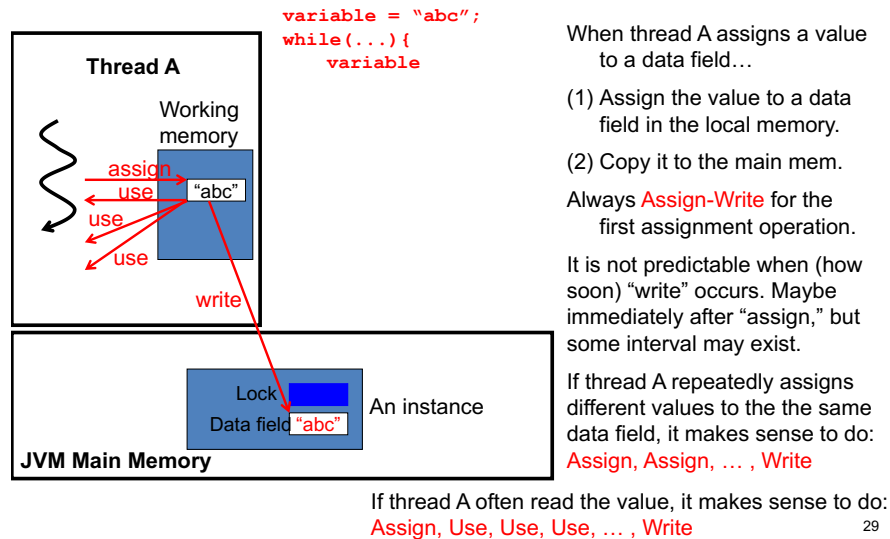 variable = “abc”;
while(...){
variable
Thread A
Working
memory
assign
use
“abc”
use
use
write
Lock
Data field
“abc”
An instance
JVM Main Memory
When thread A assigns a value
to a data field…
(1) Assign the value to a data
field in the local memory.
(2) Copy it to the main mem.
Always Assign-Write for the
first assignment operation.
It is not predictable when (how
soon) “write” occurs. Maybe
immediately after “assign,” but
some interval may exist.
If thread A repeatedly assigns
different values to the the same
data field, it makes sense to do:
Assign, Assign, … , Write
If thread A often read the value, it makes sense to do:
Assign, Use, Use, Use, … , Write
29